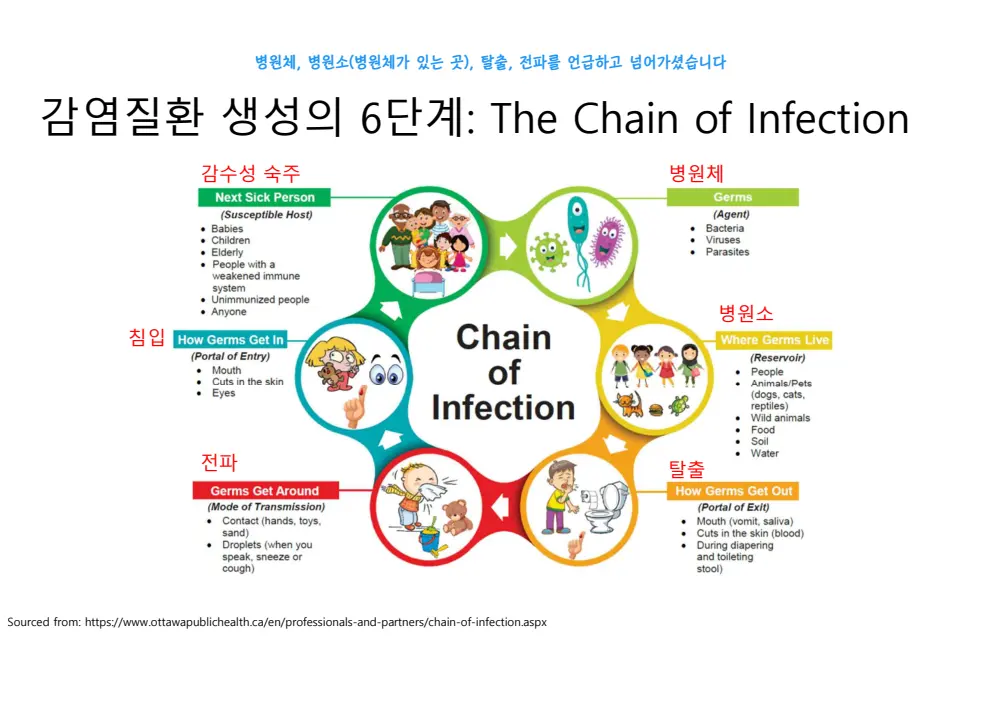 병원체, 병원소(병원체가 있는 곳), 탈출, 전파를 언급하고 넘어가셨습니다
감염질환 생성의 6단계: The Chain of Infection
감수성 숙주
Next Sick Person
(Susceptible Host)
• Babies
• Children
• Elderly
• People with a
weakened immune
system
• Unimmunized people
• Anyone
병원체
Germs
(Agent)
• Bacteria
• Viruses
• Parasites
침입
How Germs Get In
(Portal of Entry)
• Mouth
• Cuts in the skin
• Eyes
Chain
of
Infection
병원소
Where Germs Live
(Reservoir)
• People
• Animals/Pets
(dogs, cats,
reptiles)
• Wild animals
• Food
• Soil
• Water
전파
Germs Get Around
(Mode of Transmission)
• Contact (hands, toys,
sand)
• Droplets (when you
speak, sneeze or
cough)
탈출
How Germs Get Out
(Portal of Exit)
• Mouth (vomit, saliva)
• Cuts in the skin (blood)
• During diapering
and toileting
stool)
Sourced from: https://www.ottawapublichealth.ca/en/professionals-and-partners/chain-of-infection.aspx